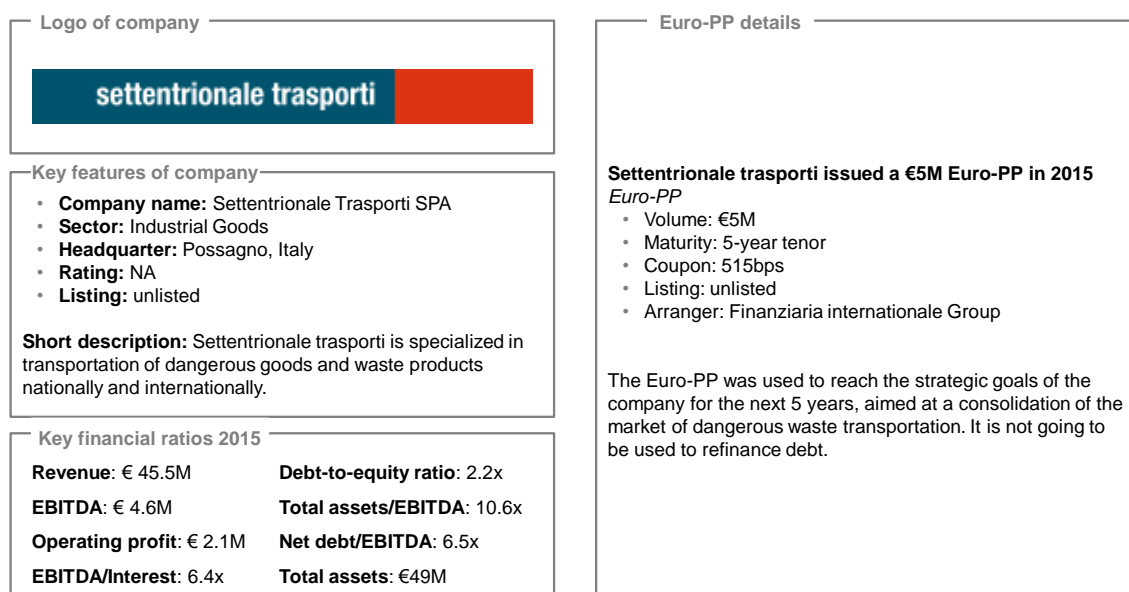 Logo of company
settentrionale trasporti
Key features of company
• Company name: Settentrionale Trasporti SPA
• Sector: Industrial Goods
• Headquarter: Possagno, Italy
• Rating: NA
• Listing: unlisted
Short description: Settentrionale trasporti is specialized in
transportation of dangerous goods and waste products
nationally and internationally.
Key financial ratios 2015
Revenue: € 45.5M Debt-to-equity ratio: 2.2x
EBITDA: € 4.6M Total assets/EBITDA: 10.6x
Operating profit: € 2.1M Net debt/EBITDA: 6.5x
EBITDA/Interest: 6.4x Total assets: €49M
Euro-PP details
Settentrionale trasporti issued a €5M Euro-PP in 2015
Euro-PP
• Volume: €5M
• Maturity: 5-year tenor
• Coupon: 515bps
• Listing: unlisted
• Arranger: Finanziaria internationale Group
The Euro-PP was used to reach the strategic goals of the
company for the next 5 years, aimed at a consolidation of the
market of dangerous waste transportation. It is not going to
be used to refinance debt.